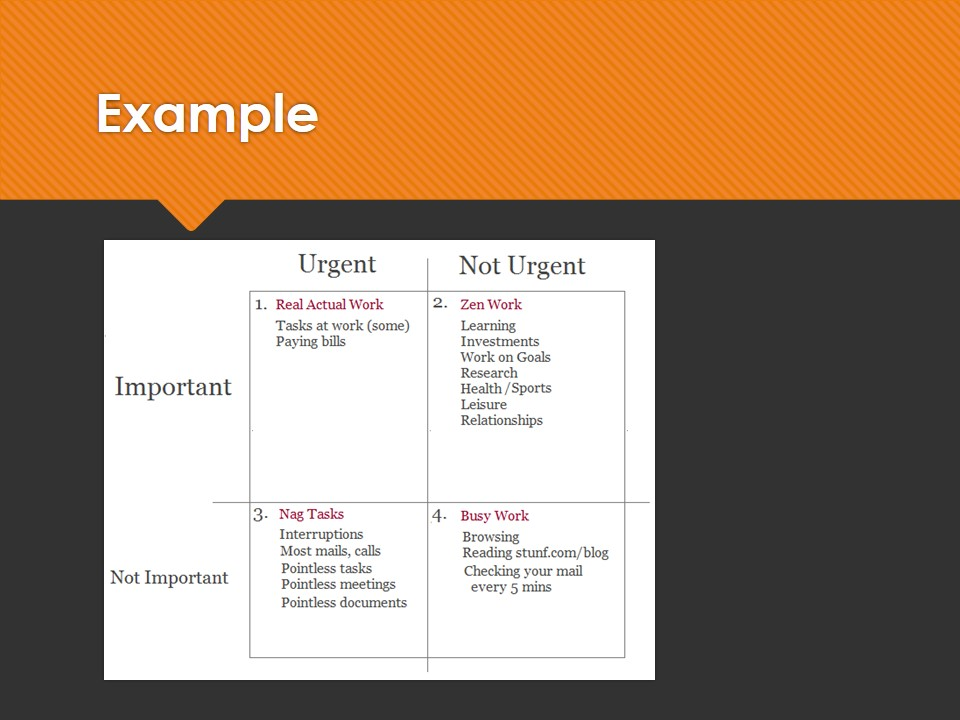 Example
Urgent
Not Urgent
Important
1. Real Actual Work
Tasks at work (some)
Paying bills
2. Zen Work
Learning
Investments
Work on Goals
Research
Health/Sports
Leisure
Relationships
Not Important
3. Nag Tasks
Interruptions
Most mails, calls
Pointless tasks
Pointless meetings
Pointless documents
4. Busy Work
Browsing
Reading stunf.com/blog
Checking your mail
every 5 mins